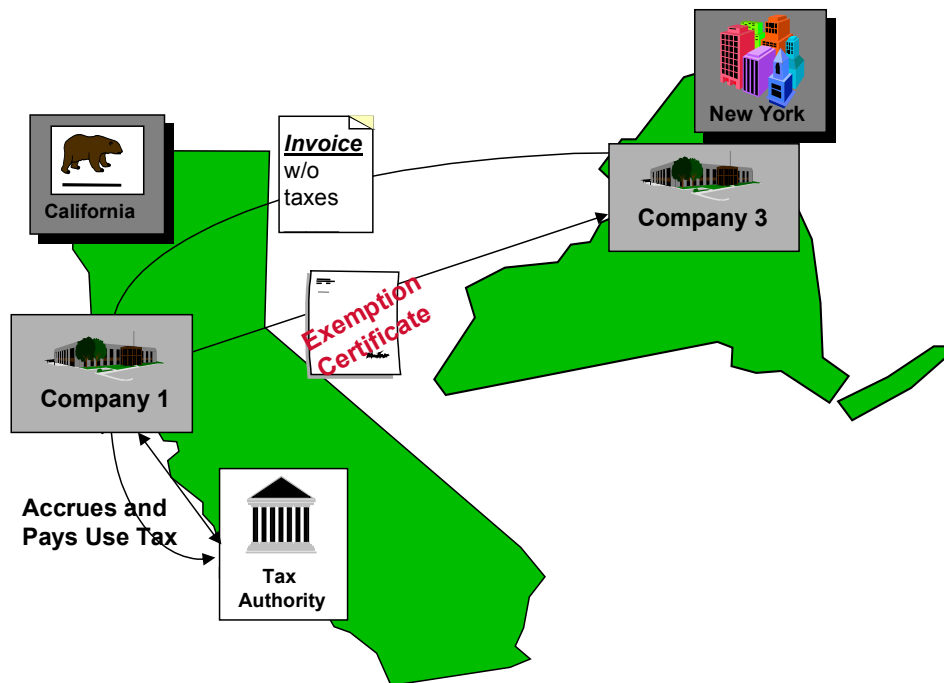 New York
Invoice
w/o
taxes
California
Company 3
Exemption
Certificate
Company 1
Accrues and
Pays Use Tax
Tax
Authority